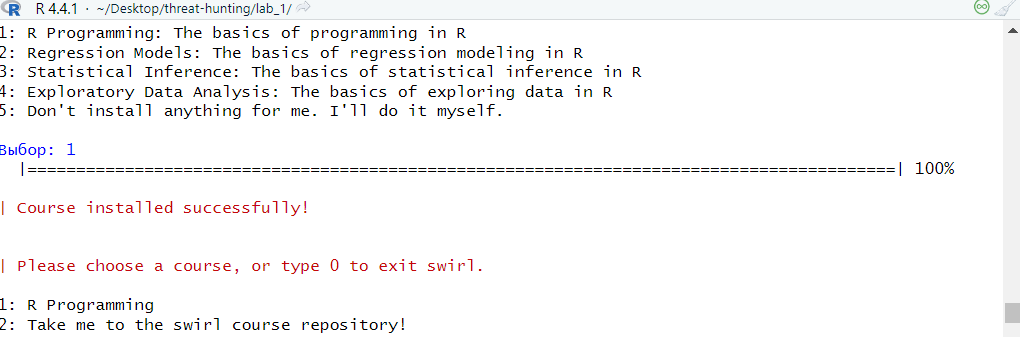 R R 4.4.1 · ~/Desktop/threat-hunting/lab_1/
1: R Programming: The basics of programming in R
2: Regression Models: The basics of regression modeling in R
3: Statistical Inference: The basics of statistical inference in R
4: Exploratory Data Analysis: The basics of exploring data in R
5: Don't install anything for me. I'll do it myself.
Выбор: 1
|=========================================================================================| 100%
| Course installed successfully!
| Please choose a course, or type 0 to exit swirl.
1: R Programming
2: Take me to the swirl course repository!